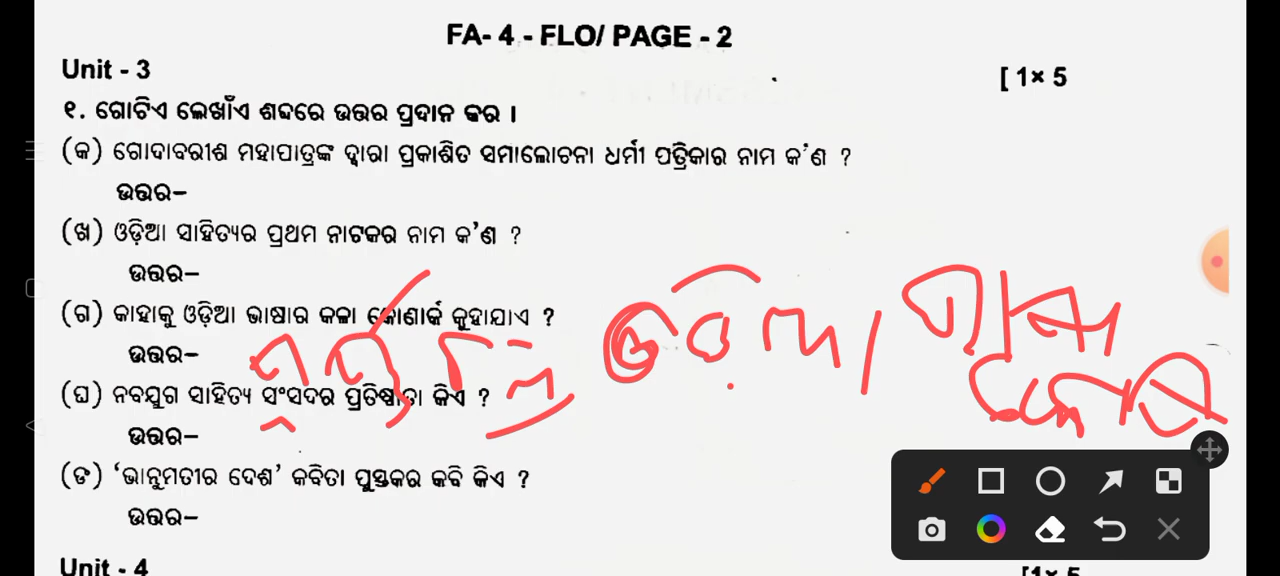 FA- 4 - FLO/ PAGE - 2
Unit - 3 [ 1× 5
୧. ଗୋଟିଏ ଲେଖାଁଏ ଶବ୍ଦରେ ଉତ୍ତର ପ୍ରଦାନ କର ।
(କ) ଗୋଦାବରୀଶ ମହାପାତ୍ରଙ୍କ ଦ୍ଵାରା ପ୍ରକାଶିତ ସମାଲୋଚନା ଧର୍ମୀ ପତ୍ରିକାର ନାମ କ'ଣ ?
ଉତ୍ତର–
(ଖ) ଓଡ଼ିଆ ସାହିତ୍ୟର ପ୍ରଥମ ନାଟକର ନାମ କ'ଣ ?
ଉତ୍ତର–
(ଗ) କାହାକୁ ଓଡ଼ିଆ ଭାଷାର କଳା କୋଣାର୍କ କୁହାଯାଏ ?
ଉତ୍ତର–
(ଘ) ନବଯୁଗ ସାହିତ୍ୟ ସଂସଦର ପ୍ରତିଷ୍ଠାତା କିଏ ?
ଉତ୍ତର–
(ଙ) ‘ଭାନୁମତୀର ଦେଶ’ କବିତା ପୁସ୍ତକର କବି କିଏ ?
ଉତ୍ତର–
Unit - 4 [1× 5